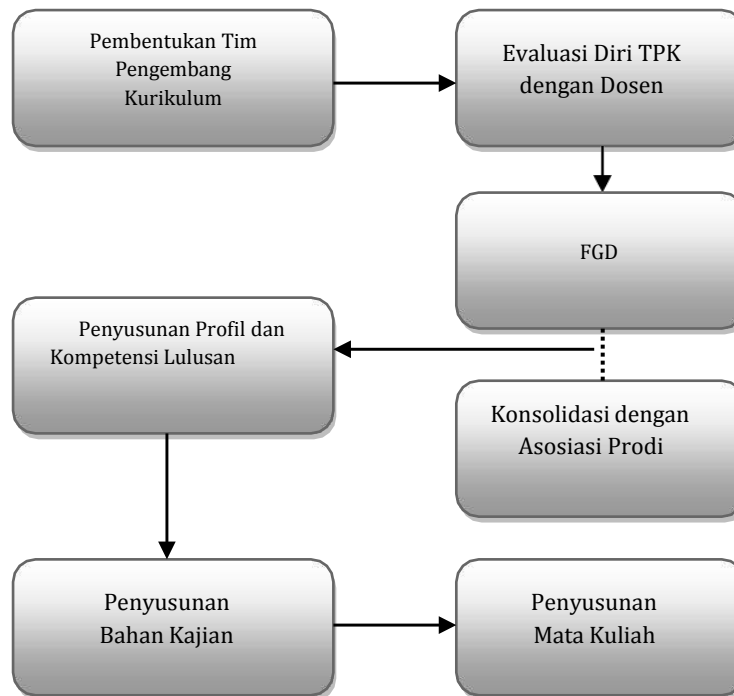 Pembentukan Tim
Pengembang
Kurikulum
Evaluasi Diri TPK
dengan Dosen
FGD
Penyusunan Profil dan
Kompetensi Lulusan
Konsolidasi dengan
Asosiasi Prodi
Penyusunan
Bahan Kajian
Penyusunan
Mata Kuliah